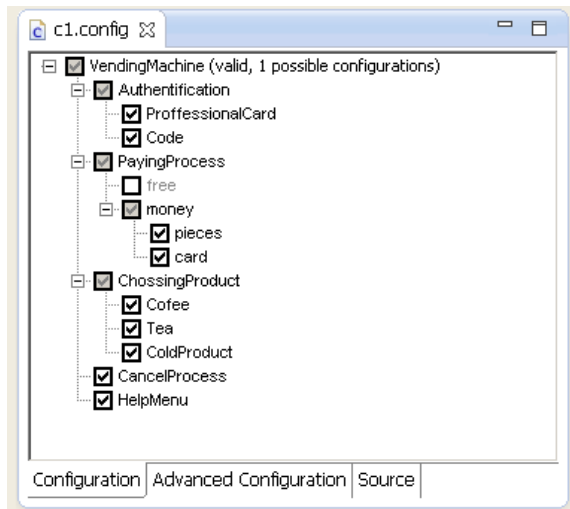 c1.config
VendingMachine (valid, 1 possible configurations)
Authentification
ProffessionalCard
Code
PayingProcess
free
money
pieces
card
ChossingProduct
Cofee
Tea
ColdProduct
CancelProcess
HelpMenu
Configuration Advanced Configuration Source